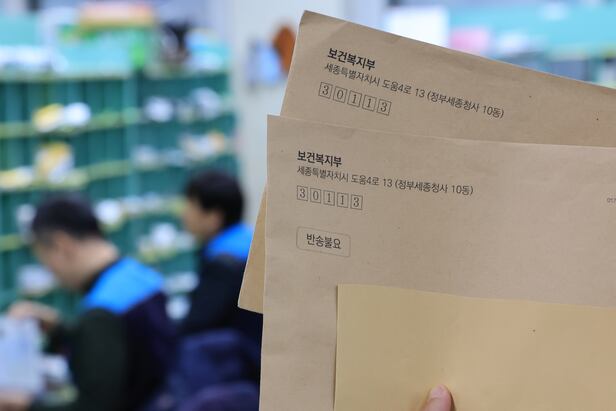 보건복지부
세종특별자치시 도움4로 13 (정부세종청사 10동)
30113
보건복지부
세종특별자치시 도움4로 13 (정부세종청사 10동)
30113
반송불요